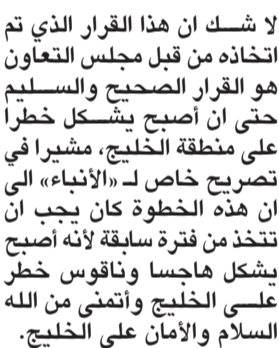 لا شك ان هذا القرار الذي تم
اتخاذه من قبل مجلس التعاون
هو القرار الصحيح والسليم
حتى ان أصبح يشكل خطرا
على منطقة الخليج، مشيرا في
تصريح خاص لـ «الأنباء» الى
ان هذه الخطوة كان يجب ان
تتخذ من فترة سابقة لأنه أصبح
يشكل هاجسا وناقوس خطر
على الخليج وأتمنى من الله
السلام والأمان على الخليج.